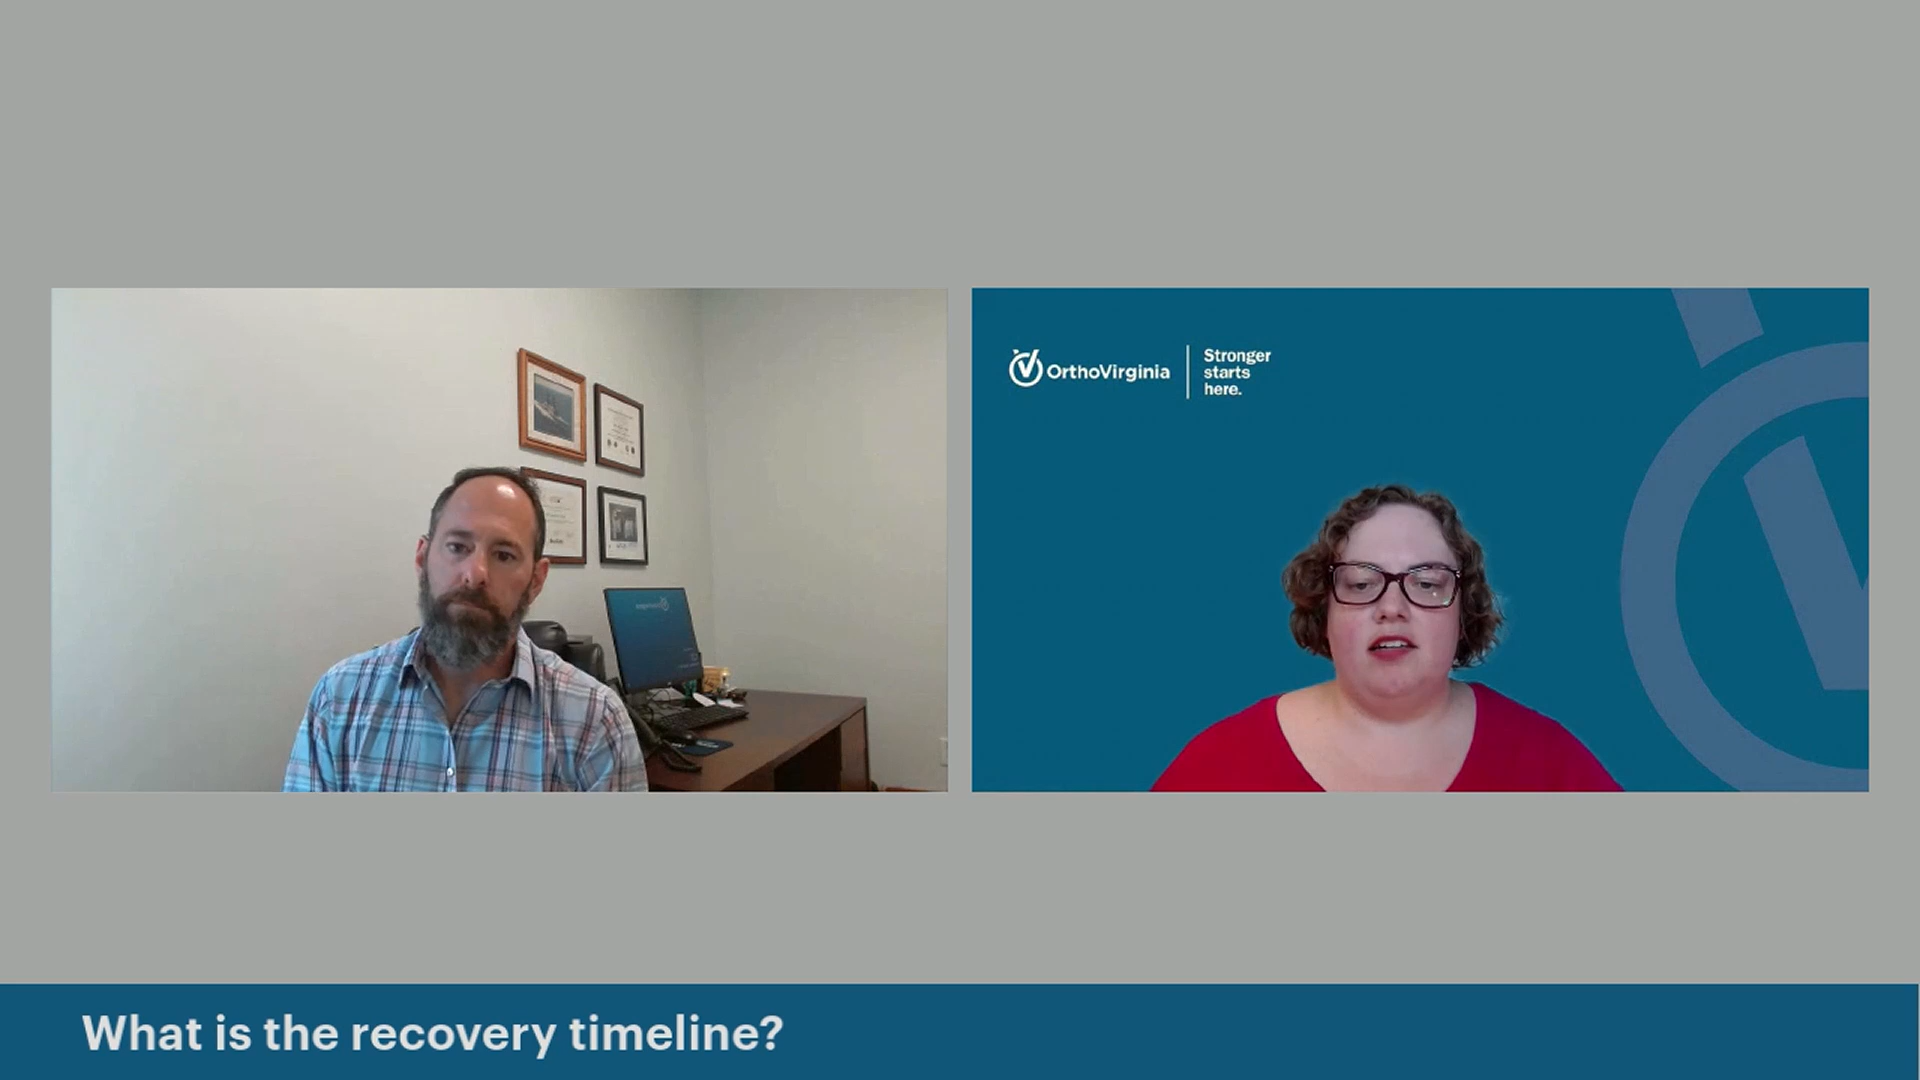 OrthoVirginia
Stronger
starts
here.
What is the recovery timeline?